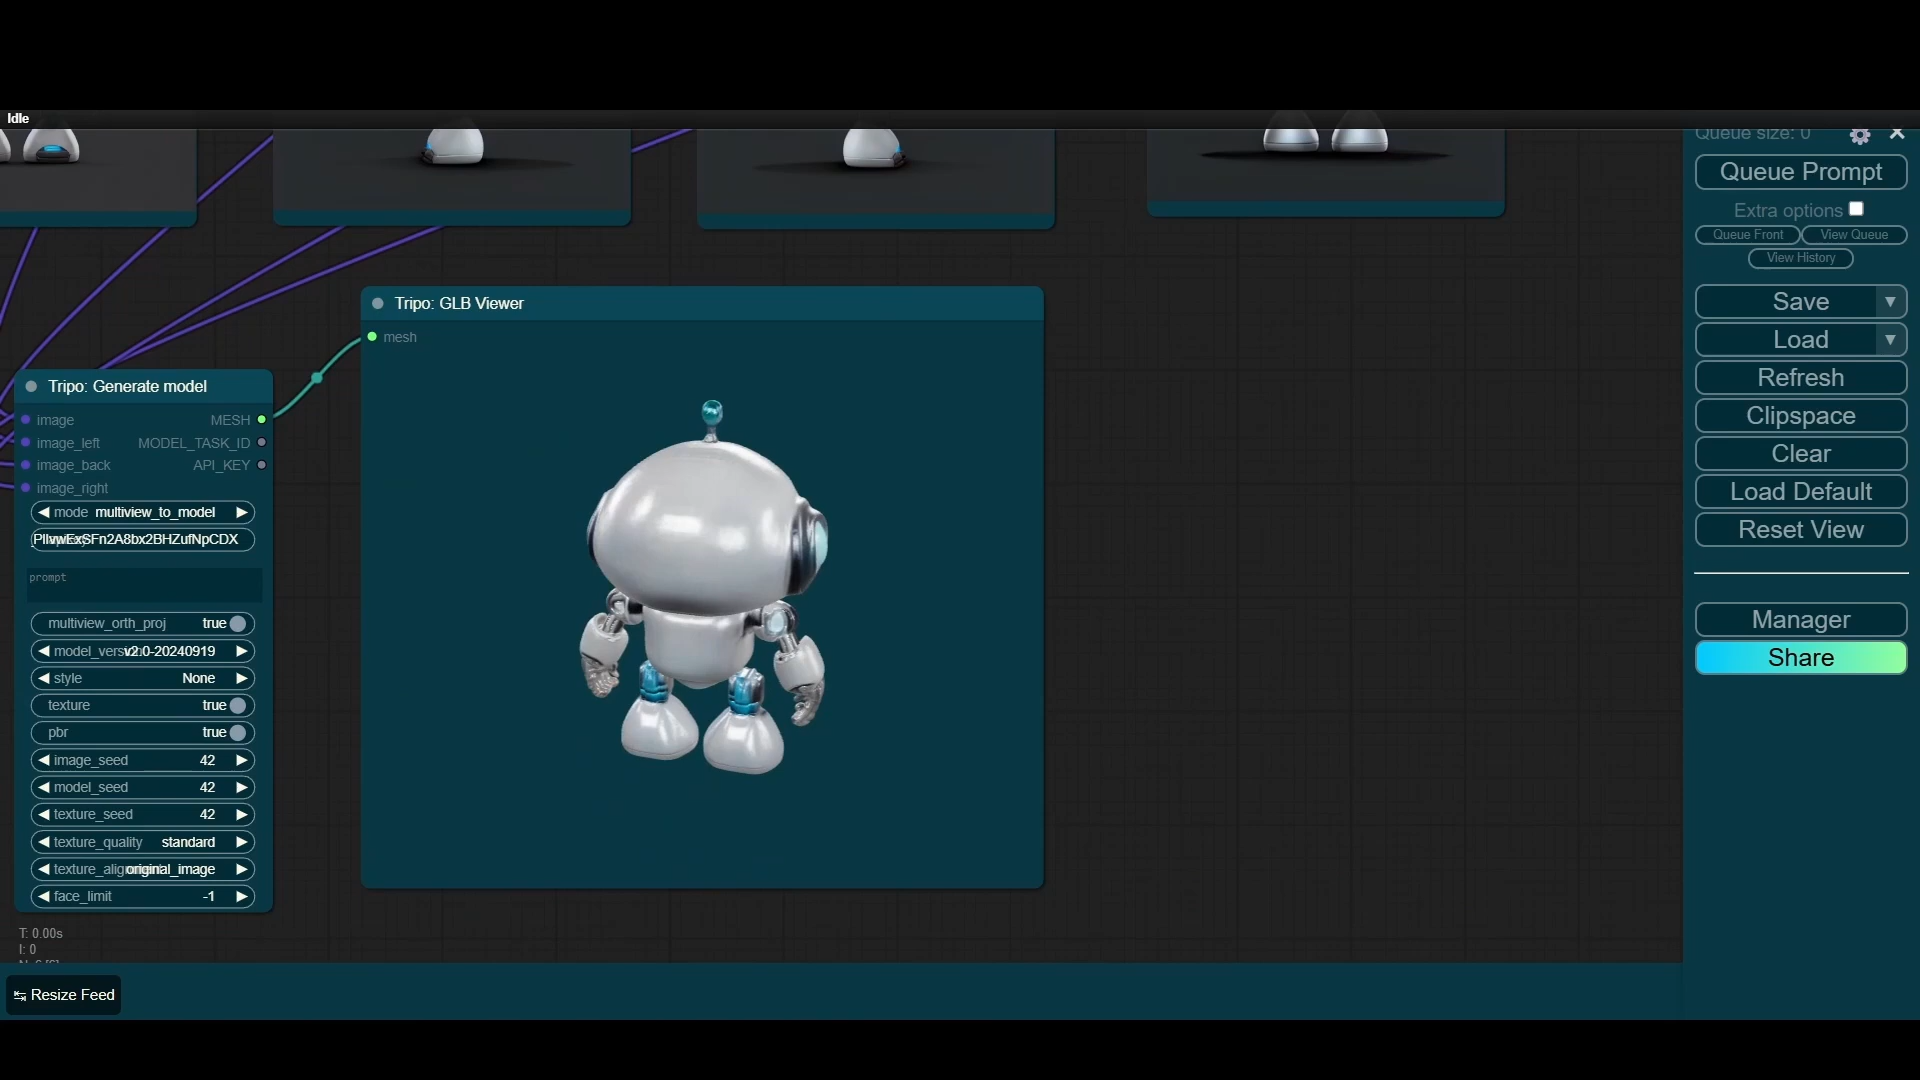 Idle
Queue size: 0
Queue Prompt
Extra options
Queue Front
View Queue
View History
Save
Load
Refresh
Clipspace
Clear
Load Default
Reset View
Manager
Share
Tripo: GLB Viewer
mesh
Tripo: Generate model
image
MESH
image_left
MODEL_TASK_ID
image_back
API_KEY
image_right
mode multiview_to_model
prompt
multiview_orth_proj true
v2.0-20240919
style None
texture true
pbr true
image_seed 42
model_seed 42
texture_seed 42
texture_quality standard
original_image
face_limit -1
T: 0.00s
I: 0
Resize Feed